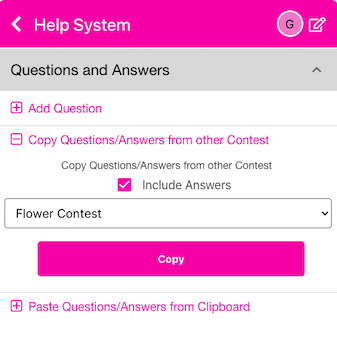 Help System
G
Questions and Answers
Add Question
Copy Questions/Answers from other Contest
Copy Questions/Answers from other Contest
Include Answers
Flower Contest
Copy
Paste Questions/Answers from Clipboard